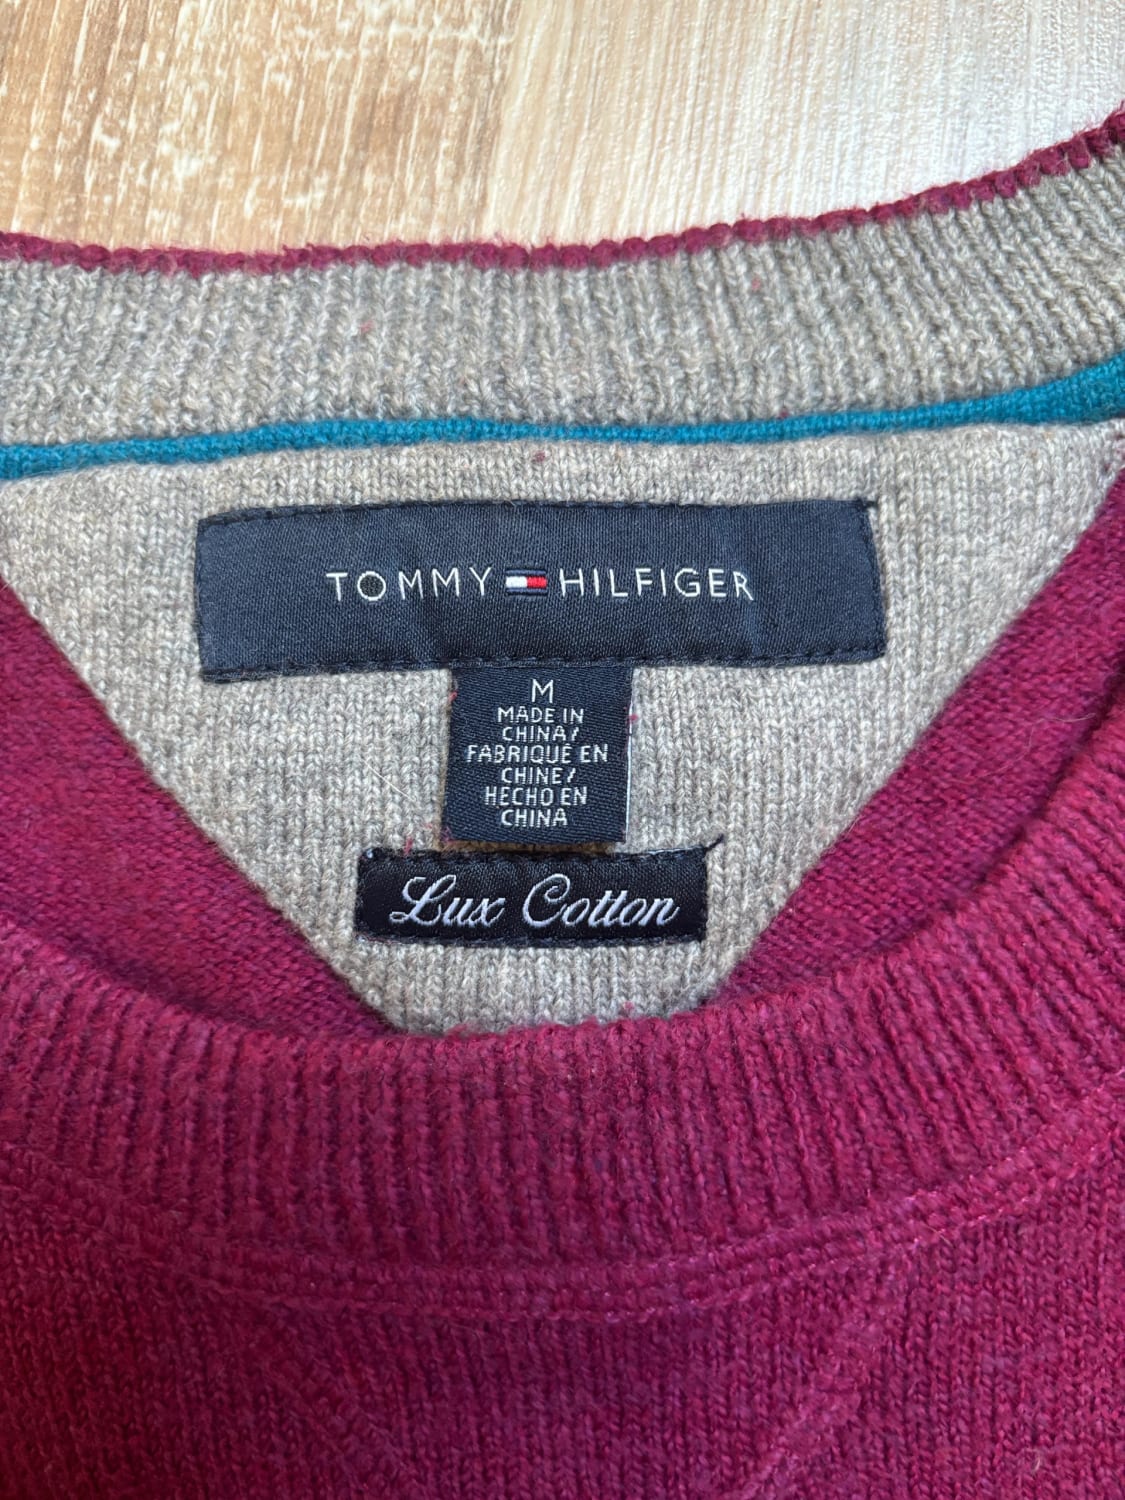 TOMMY HILFIGER
M
MADE IN
CHINA/
FABRIQUÉ EN
CHINE/
HECHO EN
CHINA
Lux Cotton